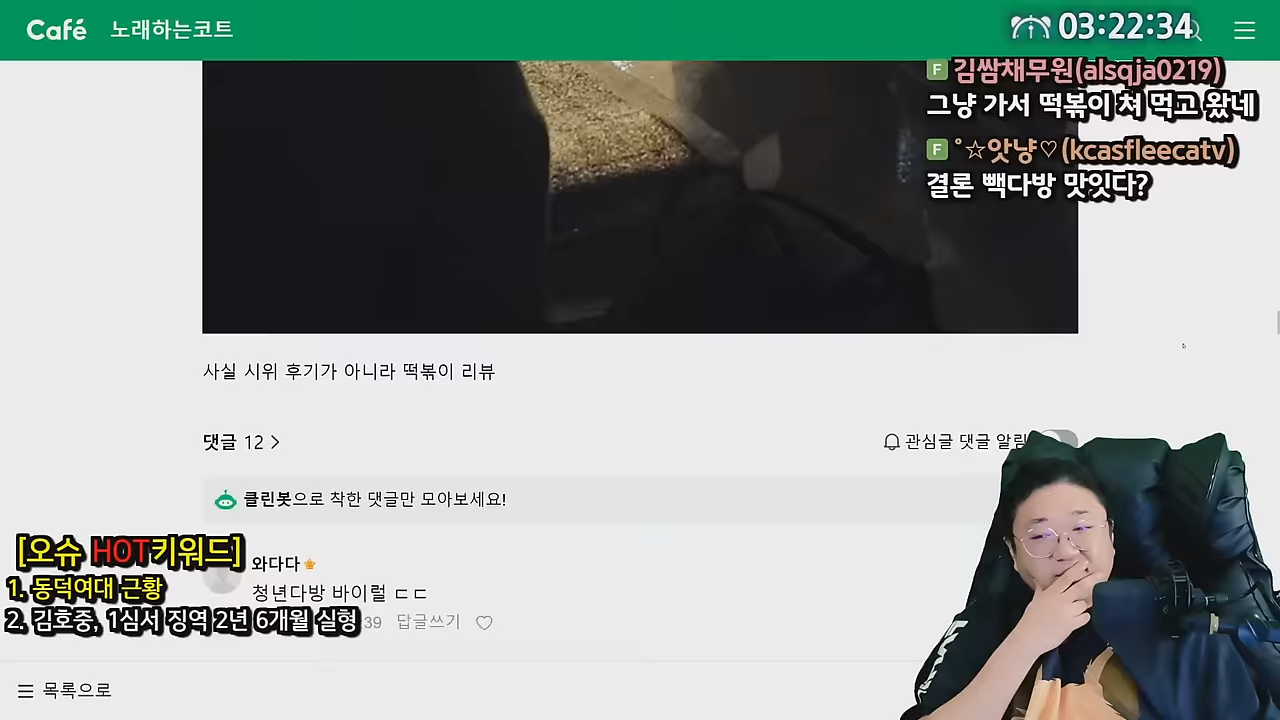 Café 노래하는코트
03:22:34
F 김쌈채무원(alsqja0219)
그냥 가서 떡볶이 쳐 먹고 왔네
F °☆앗냥♡(kcasfleecatv)
결론 빽다방 맛있다?
사실 시위 후기가 아니라 떡볶이 리뷰
댓글 12
관심글 댓글 알림
클린봇으로 착한 댓글만 모아보세요!
[오슈 HOT키워드]
와다다
1. 동덕여대 근황
청년다방 바이럴 ㄷㄷ
2. 김호중, 1심서 징역 2년 6개월 실형
39 답글쓰기
목록으로